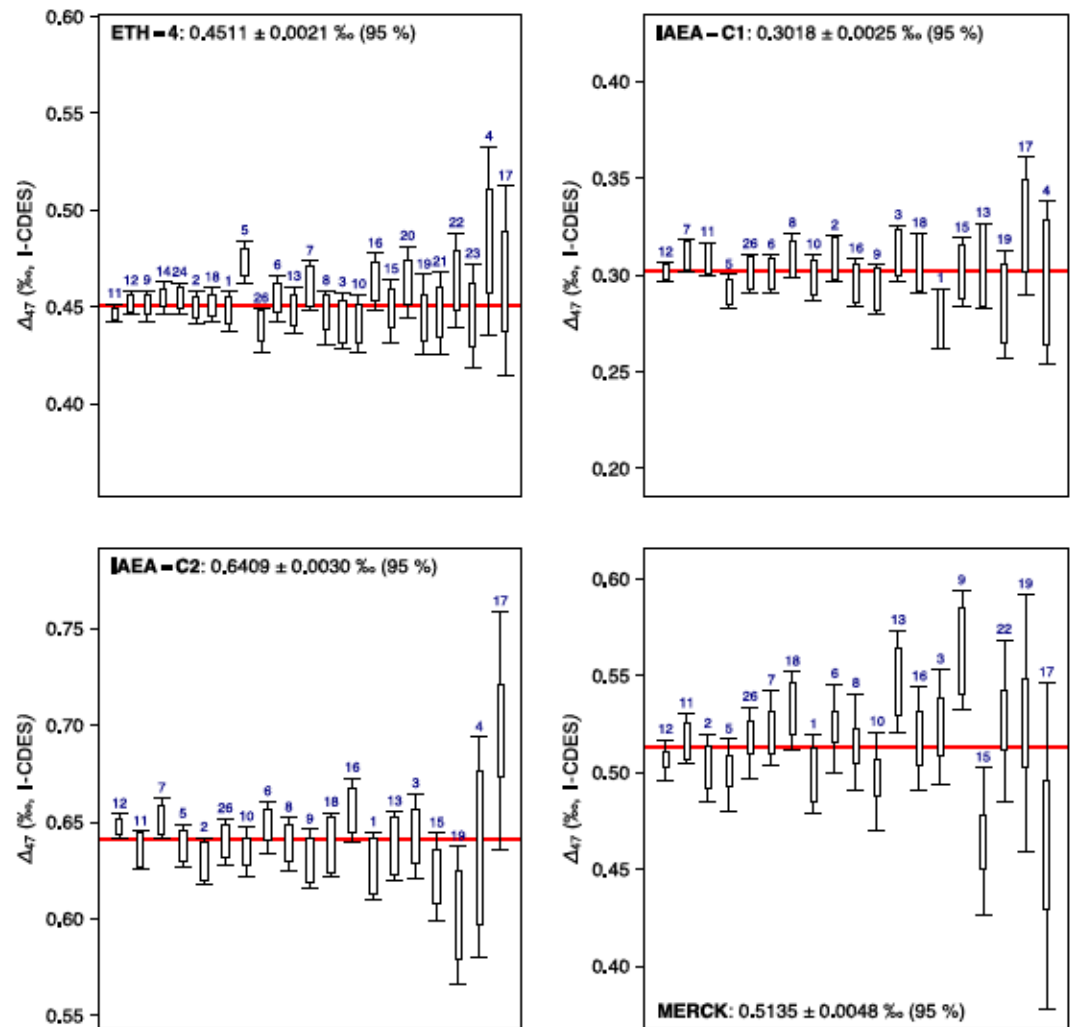 ETH – 4: 0.4511 ± 0.0021 ‰ (95 %)
0.60
0.55
0.50
0.45
0.40
Δ47 (‰, I-CDES)
11 12 9 14 24 2 18 1 5 26 6 13 7 8 3 10 16 15 20 19 21 22 23 4 17
IAEA – C1: 0.3018 ± 0.0025 ‰ (95 %)
0.40
0.35
0.30
0.25
0.20
Δ47 (‰, I-CDES)
12 7 11 5 26 6 8 10 2 16 9 3 18 1 15 13 19 17 4
IAEA – C2: 0.6409 ± 0.0030 ‰ (95 %)
0.75
0.70
0.65
0.60
0.55
Δ47 (‰, I-CDES)
12 11 7 5 2 26 10 6 8 9 18 16 1 13 3 15 19 4 17
0.60
0.55
0.50
0.45
0.40
Δ47 (‰, I-CDES)
12 11 2 5 26 7 18 1 6 8 10 13 16 3 9 15 22 19 17
MERCK: 0.5135 ± 0.0048 ‰ (95 %)